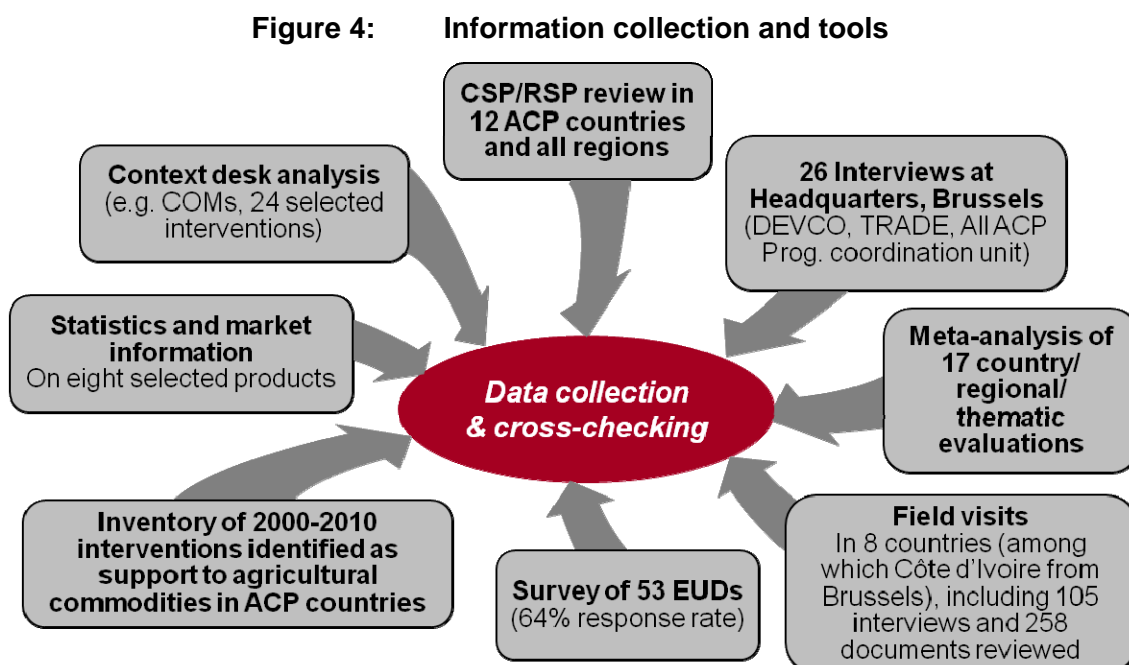 Figure 4: Information collection and tools
CSP/RSP review in
12 ACP countries
and all regions
Context desk analysis
(e.g. COMs, 24 selected
interventions)
26 Interviews at
Headquarters, Brussels
(DEVCO, TRADE, All ACP
Prog. coordination unit)
Statistics and market
information
On eight selected products
Meta-analysis of
17 country/
regional/
thematic
evaluations
Data collection
& cross-checking
Inventory of 2000-2010
interventions identified as
support to agricultural
commodities in ACP countries
Survey of 53 EUDs
(64% response rate)
Field visits
In 8 countries (among
which Côte d'Ivoire from
Brussels), including 105
interviews and 258
documents reviewed